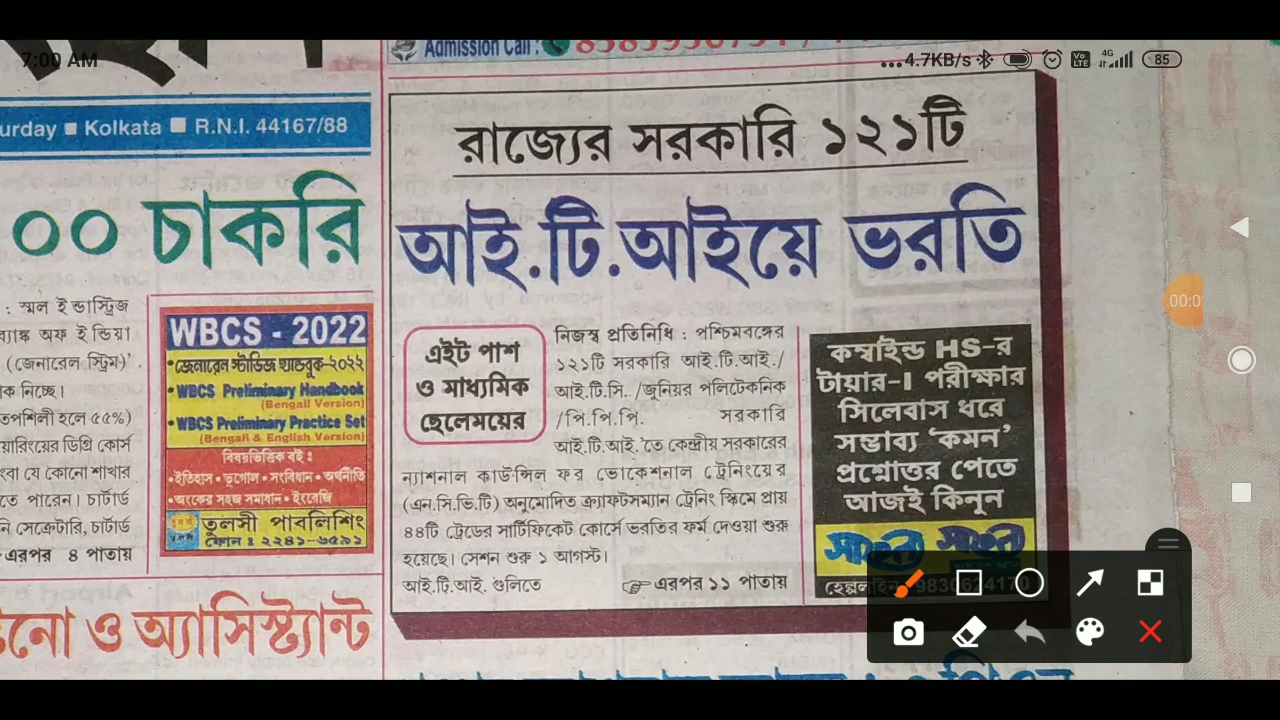 7:00 AM
4.7KB/s
4G
85
Admission Call :
urday ■ Kolkata ■ R.N.I. 44167/88
০০ চাকরি
: স্মল ইন্ডাস্ট্রিজ
ব্যাঙ্ক অফ ইন্ডিয়া
(জেনারেল স্ট্রিম)'.
ক নিচ্ছে।
তপশিলী হলে ৫৫%)
য়ারিংয়ের ডিগ্রি কোর্স
ংবা যে কোনো শাখার
তে পারেন। চার্টার্ড
নি সেক্রেটারি, চার্টার্ড
এরপর ৪ পাতায়
WBCS - 2022
•জেনারেল স্টাডিজ হ্যান্ডবুক-২০২২
•WBCS Preliminary Handbook
(Bengali Version)
•WBCS Preliminary Practice Set
(Bengali & English Version)
বিষয়ভিত্তিক বই :
•ইতিহাস •ভূগোল •সংবিধান •অর্থনীতি
•অংকের সহজ সমাধান •ইংরেজি
তুলসী পাবলিশিং
ফোন : ২২৪১-৬৫৯১
নো ও অ্যাসিস্ট্যান্ট
রাজ্যের সরকারি ১২১টি
আই.টি.আইয়ে ভরতি
এইট পাশ
ও মাধ্যমিক
ছেলেময়ের
নিজস্ব প্রতিনিধি : পশ্চিমবঙ্গের
১২১টি সরকারি আই.টি.আই./
আই.টি.সি. /জুনিয়র পলিটেকনিক
/পি.পি.পি. সরকারি
আই.টি.আই.'তে কেন্দ্রীয় সরকারের
ন্যাশনাল কাউন্সিল ফর ভোকেশনাল ট্রেনিংয়ের
(এন.সি.ভি.টি) অনুমোদিত ক্র্যাফটসম্যান ট্রেনিং স্কিমে প্রায়
৪৪টি ট্রেডের সার্টিফিকেট কোর্সে ভরতির ফর্ম দেওয়া শুরু
হয়েছে। সেশন শুরু ১ আগস্ট।
আই.টি.আই. গুলিতে
☞ এরপর ১১ পাতায়
কম্বাইন্ড HS-র
টায়ার-I পরীক্ষার
সিলেবাস ধরে
সম্ভাব্য 'কমন'
প্রশ্নোত্তর পেতে
আজই কিনুন
হেল্পলাইন
00:0